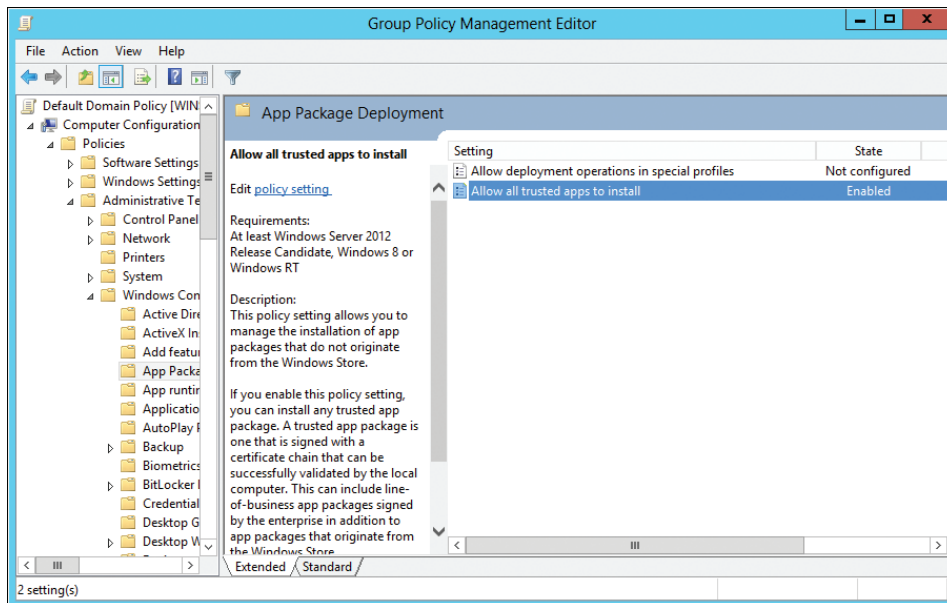 Group Policy Management Editor
File Action View Help
Default Domain Policy [WIN
Computer Configuration
Policies
Software Settings
Windows Settings
Administrative Te
Control Panel
Network
Printers
System
Windows Con
Active Dire
ActiveX In
Add featu
App Packa
App runtir
Applicatio
AutoPlay P
Backup
Biometrics
BitLocker
Credential
Desktop G
Desktop W
App Package Deployment
Allow all trusted apps to install
Edit policy setting
Requirements:
At least Windows Server 2012
Release Candidate, Windows 8 or
Windows RT
Description:
This policy setting allows you to
manage the installation of app
packages that do not originate
from the Windows Store.
If you enable this policy setting,
you can install any trusted app
package. A trusted app package is
one that is signed with a
certificate chain that can be
successfully validated by the local
computer. This can include line-
of-business app packages signed
by the enterprise in addition to
app packages that originate from
the Windows Store.
Setting State
Allow deployment operations in special profiles Not configured
Allow all trusted apps to install Enabled
Extended Standard
2 setting(s)